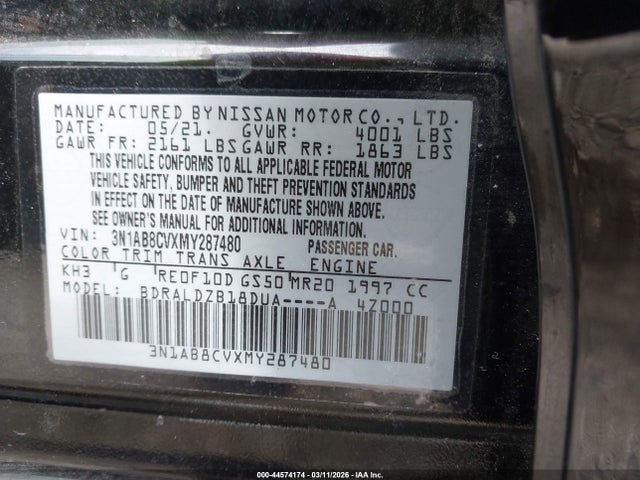 MANUFACTURED BY NISSAN MOTOR CO., LTD.
DATE: 05/21. GVWR: 4001 LBS
GAWR FR: 2161 LBS GAWR RR: 1863 LBS
THIS VEHICLE CONFORMS TO ALL APPLICABLE FEDERAL MOTOR
VEHICLE SAFETY, BUMPER AND THEFT PREVENTION STANDARDS
IN EFFECT ON THE DATE OF MANUFACTURE SHOWN ABOVE.
SEE OWNER'S MANUAL FOR ADDITIONAL INFORMATION.
VIN: 3N1AB8CVXMY287480 PASSENGER CAR.
COLOR TRIM TRANS AXLE ENGINE
KH3 G RE0F10D GS50 MR20 1997 CC
MODEL: BDRALDZB18DUA----A 4Z000
3N1AB8CVXMY287480
000-44574174 | 03/11/2026 - IAA Inc.